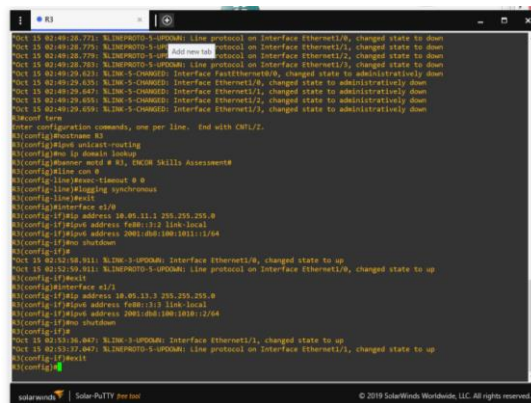 R3
*Oct 15 02:49:28.771: %LINEPROTO-5-UPDOWN: Line protocol on Interface Ethernet1/0, changed state to down
*Oct 15 02:49:28.775: %LINEPROTO-5-UPDOWN: Line protocol on Interface Ethernet1/1, changed state to down
*Oct 15 02:49:28.779: %LINEPROTO-5-UPDOWN: Line protocol on Interface Ethernet1/2, changed state to down
*Oct 15 02:49:28.783: %LINEPROTO-5-UPDOWN: Line protocol on Interface Ethernet1/3, changed state to down
Add new tab
*Oct 15 02:49:29.623: %LINK-5-CHANGED: Interface FastEthernet0/0, changed state to administratively down
*Oct 15 02:49:29.635: %LINK-5-CHANGED: Interface Ethernet1/0, changed state to administratively down
*Oct 15 02:49:29.647: %LINK-5-CHANGED: Interface Ethernet1/1, changed state to administratively down
*Oct 15 02:49:29.655: %LINK-5-CHANGED: Interface Ethernet1/2, changed state to administratively down
*Oct 15 02:49:29.659: %LINK-5-CHANGED: Interface Ethernet1/3, changed state to administratively down
R3#conf term
Enter configuration commands, one per line. End with CNTL/Z.
R3(config)#hostname R3
R3(config)#ipv6 unicast-routing
R3(config)#no ip domain lookup
R3(config)#banner motd # R3, ENCOR Skills Assessment#
R3(config)#line con 0
R3(config-line)#exec-timeout 0 0
R3(config-line)#logging synchronous
R3(config-line)#exit
R3(config)#interface e1/0
R3(config-if)#ip address 10.05.11.1 255.255.255.0
R3(config-if)#ipv6 address fe80::3:2 link-local
R3(config-if)#ipv6 address 2001:db8:100:1011::1/64
R3(config-if)#no shutdown
R3(config-if)#
*Oct 15 02:52:58.911: %LINK-3-UPDOWN: Interface Ethernet1/0, changed state to up
*Oct 15 02:52:59.911: %LINEPROTO-5-UPDOWN: Line protocol on Interface Ethernet1/0, changed state to up
R3(config-if)#exit
R3(config)#interface e1/1
R3(config-if)#ip address 10.05.13.3 255.255.255.0
R3(config-if)#ipv6 address fe80::3:3 link-local
R3(config-if)#ipv6 address 2001:db8:100:1010::2/64
R3(config-if)#no shutdown
R3(config-if)#
*Oct 15 02:53:36.047: %LINK-3-UPDOWN: Interface Ethernet1/1, changed state to up
*Oct 15 02:53:37.047: %LINEPROTO-5-UPDOWN: Line protocol on Interface Ethernet1/1, changed state to up
R3(config-if)#exit
R3(config)#
solarwinds Solar-PuTTY free tool © 2019 SolarWinds Worldwide, LLC. All rights reserved.